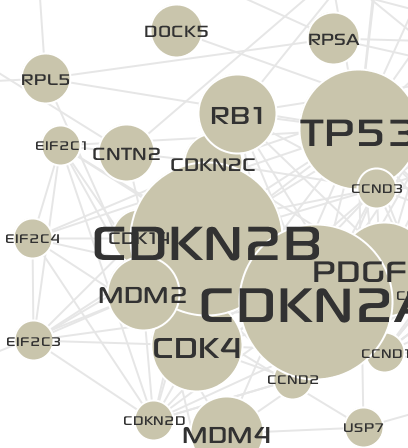 DOCK5
RPSA
RPL5
RB1
TP53
EIF2C1
CNTN2
CDKN2C
CCND3
EIF2C4
CDK14
CDKN2B
PDGF
MDM2
CDKN2A
EIF2C3
CDK4
CCND1
CCND2
CDKN2D
MDM4
USP7